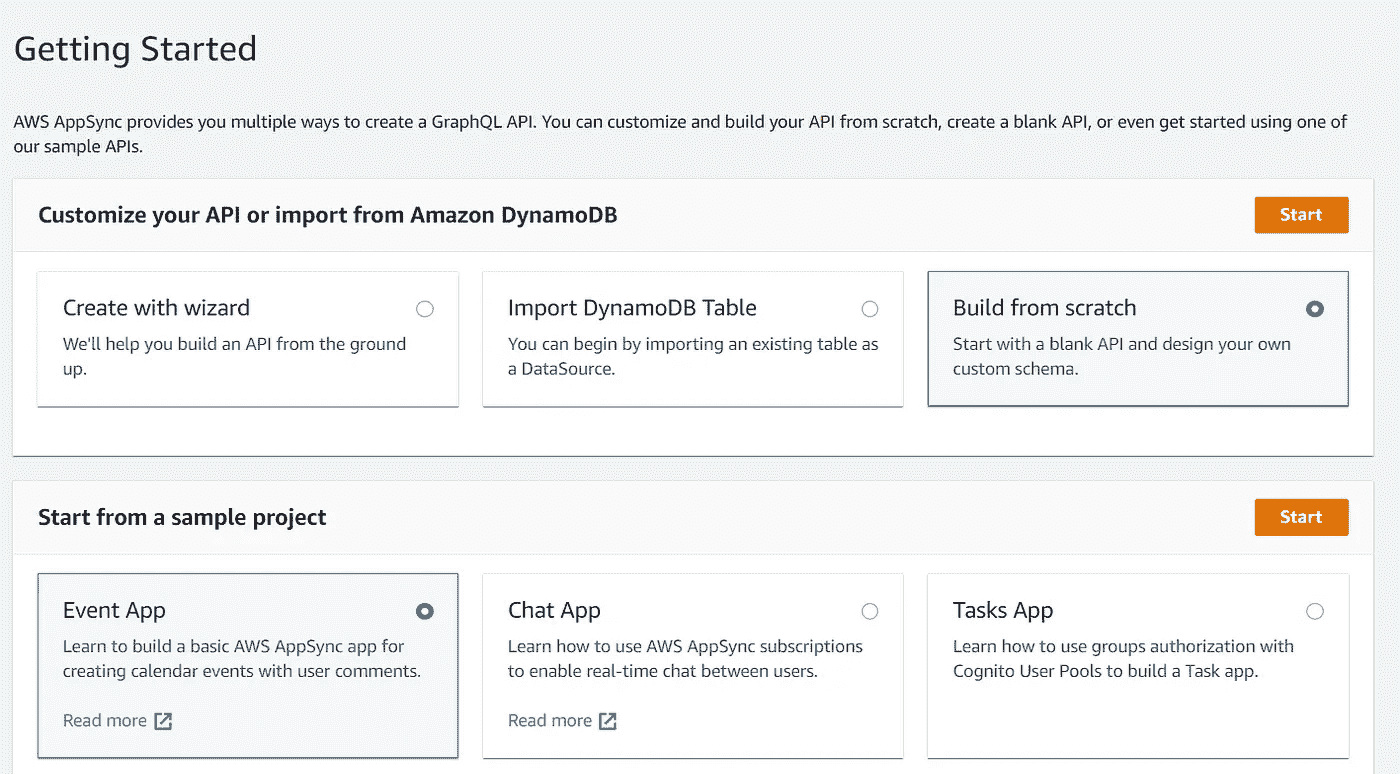 Getting Started
AWS AppSync provides you multiple ways to create a GraphQL API. You can customize and build your API from scratch, create a blank API, or even get started using one of
our sample APIs.
Customize your API or import from Amazon DynamoDB
Start
Create with wizard
We'll help you build an API from the ground
up.
Import DynamoDB Table
You can begin by importing an existing table as
a DataSource.
Build from scratch
Start with a blank API and design your own
custom schema.
Start from a sample project
Start
Event App
Learn to build a basic AWS AppSync app for
creating calendar events with user comments.
Read more
Chat App
Learn how to use AWS AppSync subscriptions
to enable real-time chat between users.
Read more
Tasks App
Learn how to use groups authorization with
Cognito User Pools to build a Task app.